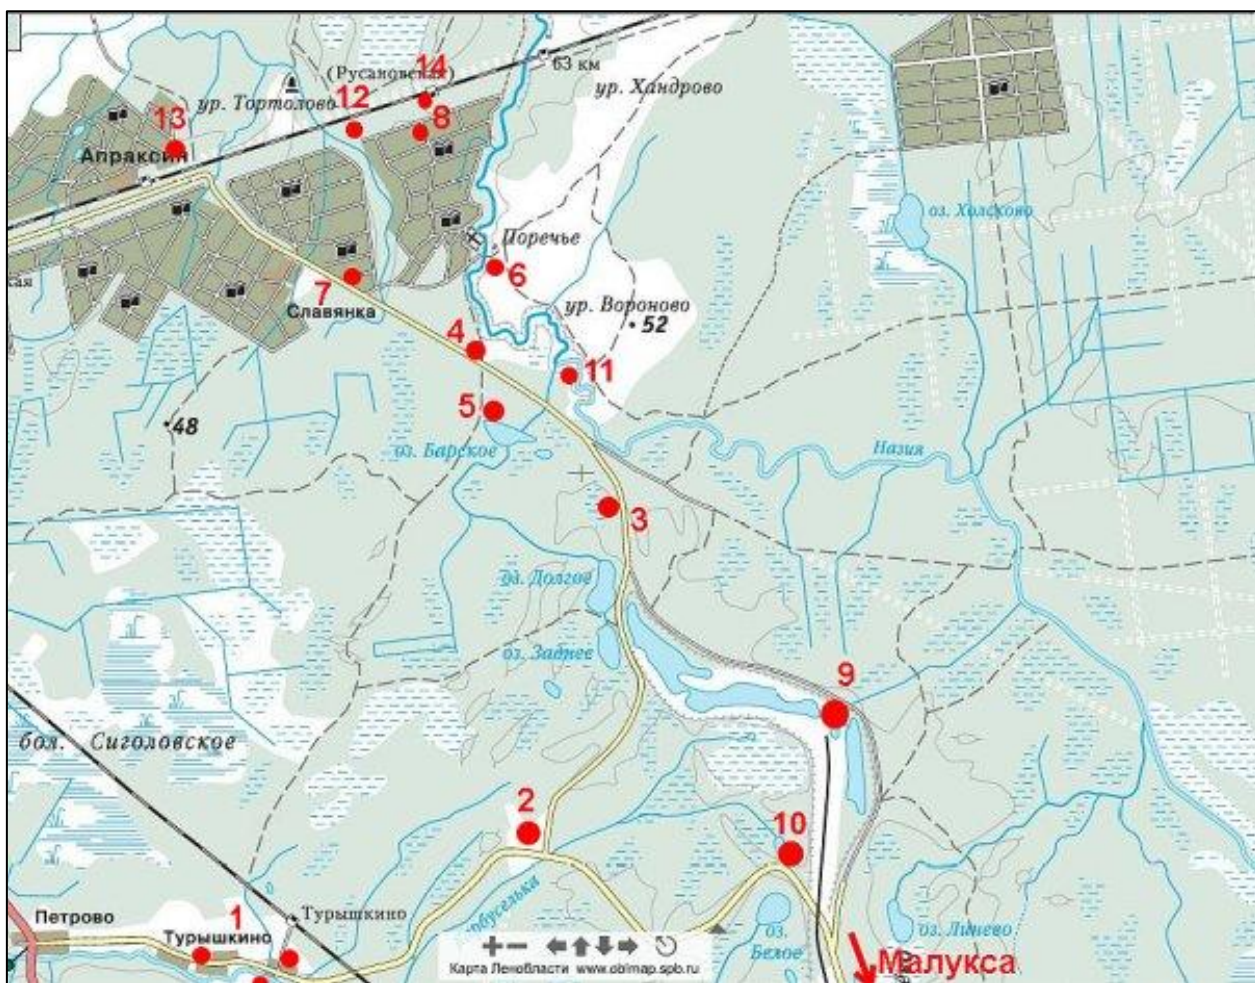 63 км
(Русановская)
14
ур. Хандрово
ур. Тортолово
12
13
8
Апраксин
оз. Холсково
Поречье
6
7
ур. Вороново
Славянка
52
4
11
5
48
оз. Барское
Назия
3
оз. Долгое
оз. Заднее
9
бол. Сиголовское
2
10
1
Турышкино
Петрово
Турышкино
оз. Белое
оз. Линево
Карта Ленобласти www.oblmap.spb.ru
Малукса